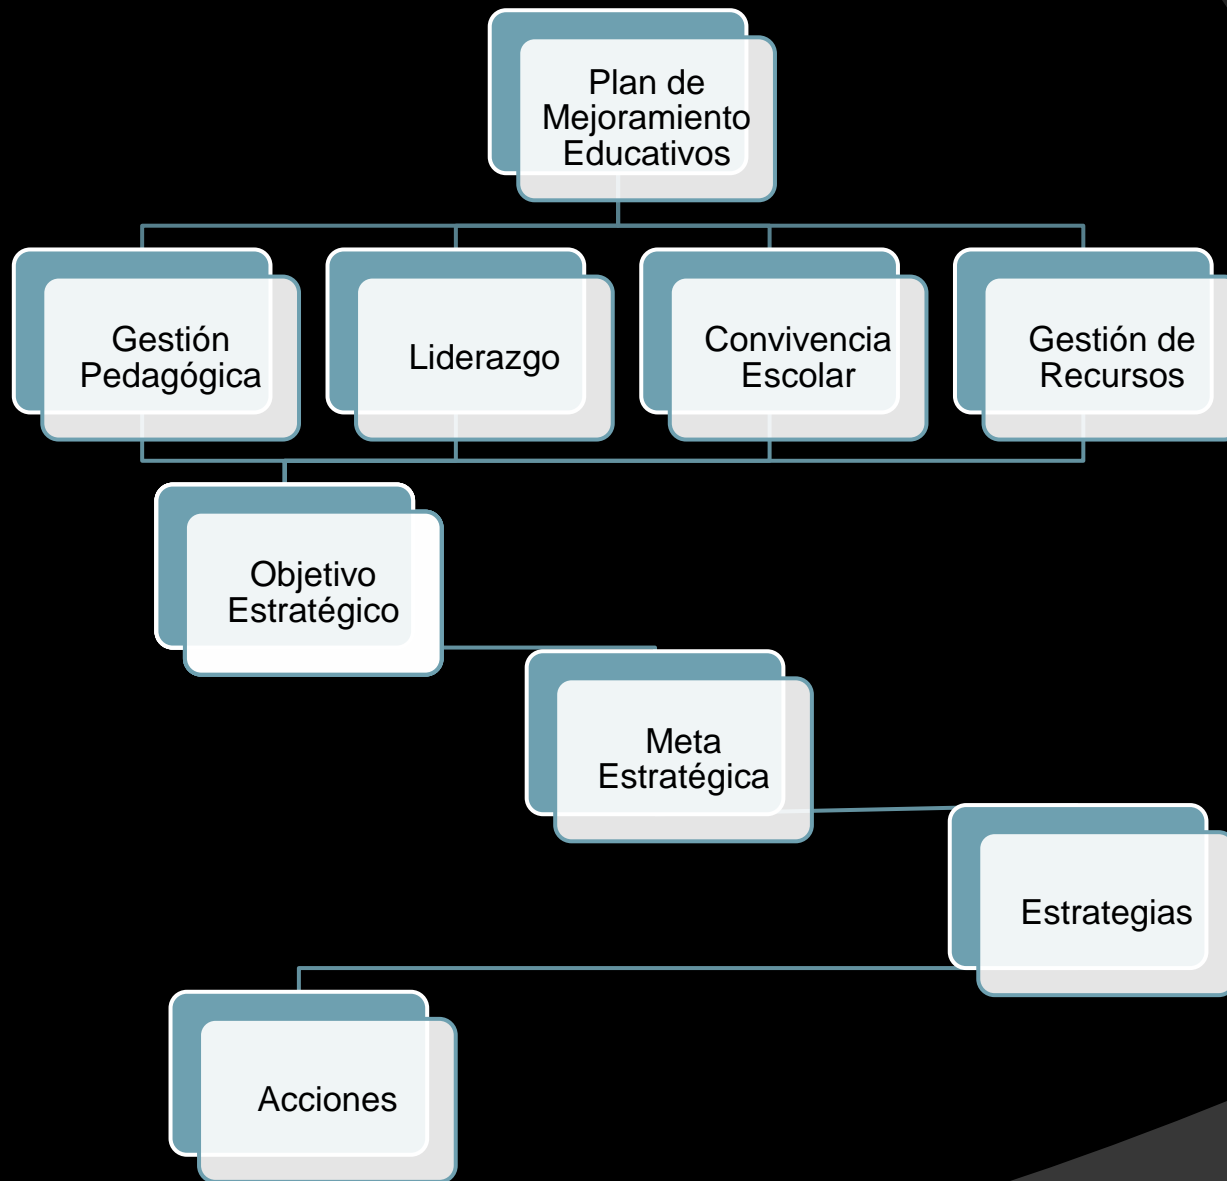 Plan de
Mejoramiento
Educativos
Gestión
Pedagógica
Liderazgo
Convivencia
Escolar
Gestión de
Recursos
Objetivo
Estratégico
Meta
Estratégica
Estrategias
Acciones